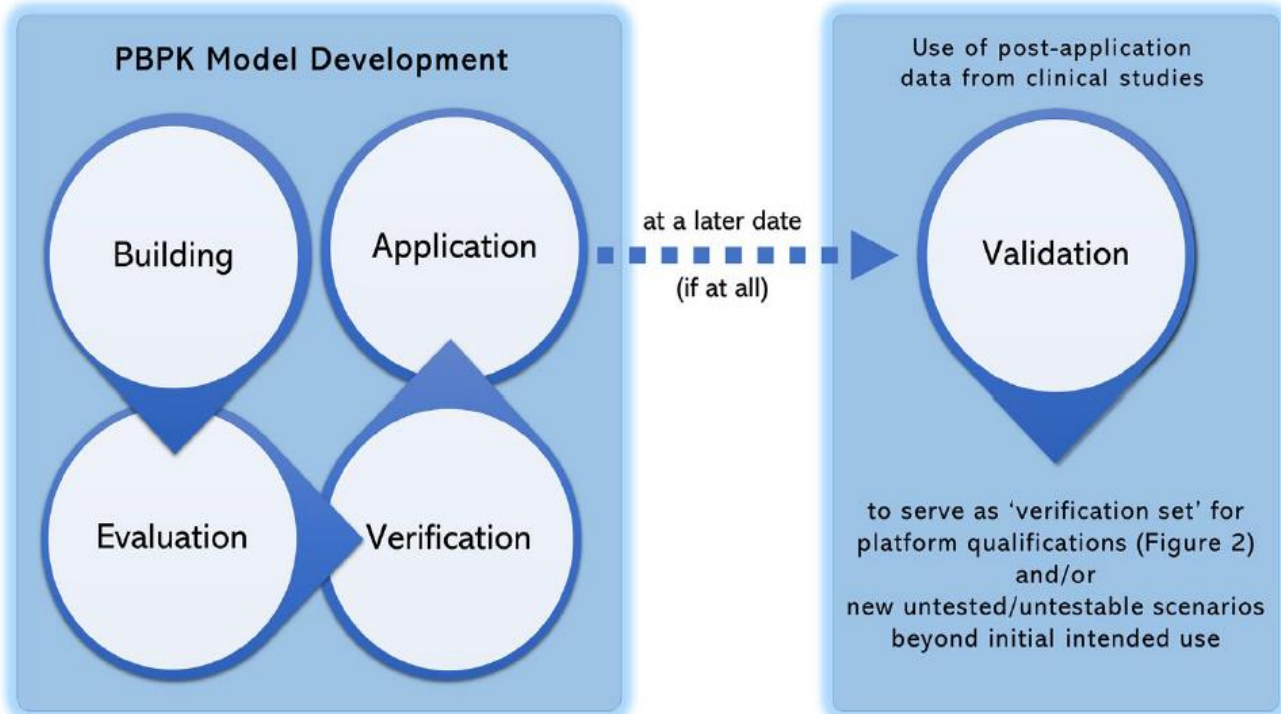 PBPK Model Development
Building
Application
Evaluation
Verification
at a later date
(if at all)
Use of post-application
data from clinical studies
Validation
to serve as ‘verification set’ for
platform qualifications (Figure 2)
and/or
new untested/untestable scenarios
beyond initial intended use